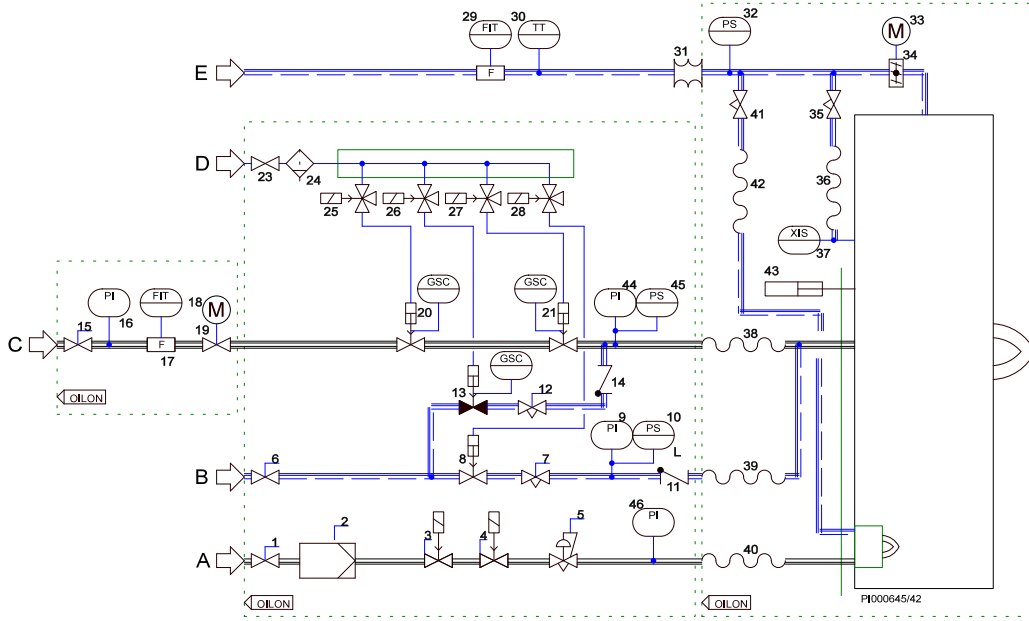 29 30 32 33
FIT TT PS M
31 34
E F
41 35
D
23 24
42 36
25 26 27 28
XIS
37
43
GSC GSC
PI FIT 18 M 44 PI PS 45
20 21
15 16 19
C F 38
17
OILON
GSC
13 12 14
9 PI PS 10
L
6 8 7
B 39
11
2
46 PI
1 3 4 5
A 40
OILON OILON
PI000645/42